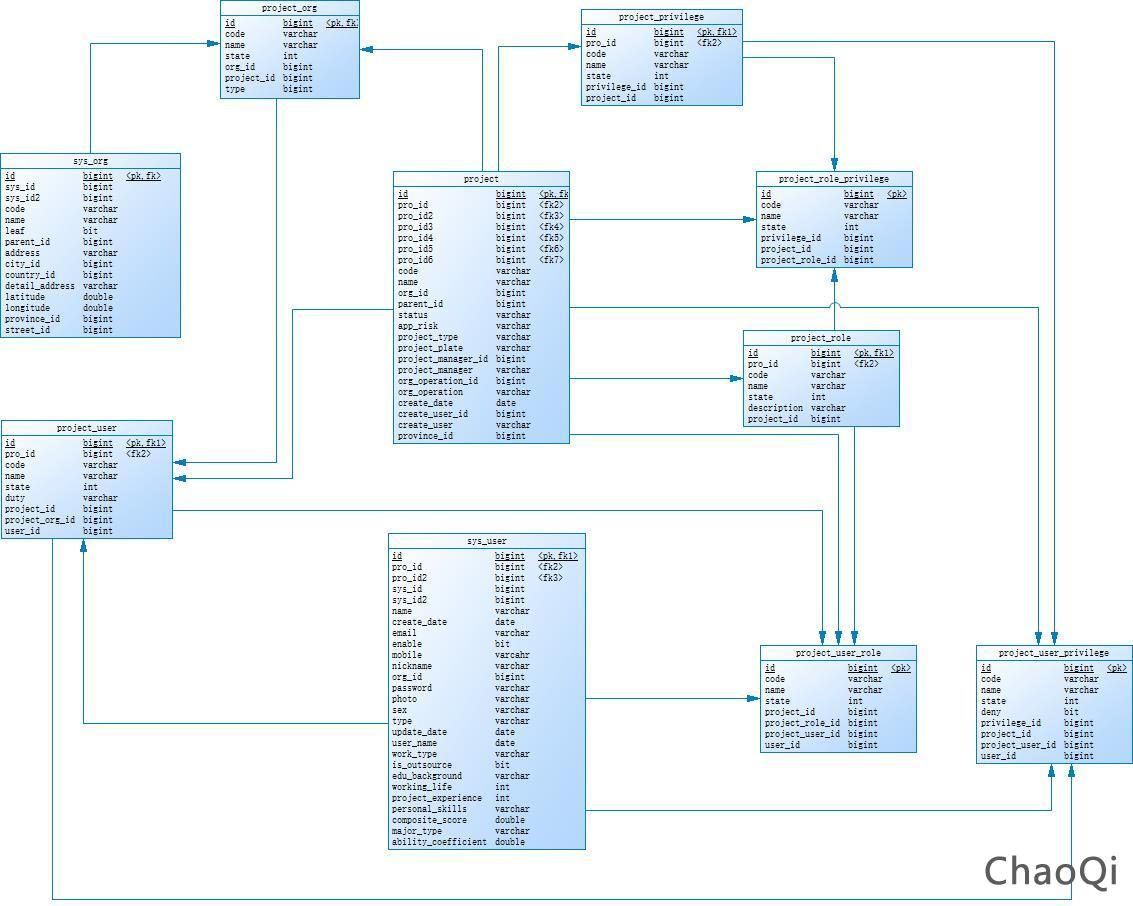 project_org
id bigint <pk,fk>
code varchar
name varchar
state int
org_id bigint
project_id bigint
type bigint
project_privilege
id bigint <pk,fk1>
pro_id bigint <fk2>
code varchar
name varchar
state int
privilege_id bigint
project_id bigint
sys_org
id bigint <pk,fk>
sys_id bigint
sys_id2 bigint
code varchar
name varchar
leaf bit
parent_id bigint
address varchar
city_id bigint
country_id bigint
detail_address varchar
latitude double
longitude double
province_id bigint
street_id bigint
project
id bigint <pk,fk
pro_id bigint <fk2>
pro_id2 bigint <fk3>
pro_id3 bigint <fk4>
pro_id4 bigint <fk5>
pro_id5 bigint <fk6>
pro_id6 bigint <fk7>
code varchar
name varchar
org_id bigint
parent_id bigint
status varchar
app_risk varchar
project_type varchar
project_plate varchar
project_manager_id bigint
project_manager varchar
org_operation_id bigint
org_operation varchar
create_date date
create_user_id bigint
create_user varchar
province_id bigint
project_role_privilege
id bigint <pk>
code varchar
name varchar
state int
privilege_id bigint
project_id bigint
project_role_id bigint
project_role
id bigint <pk,fk1>
pro_id bigint <fk2>
code varchar
name varchar
state int
description varchar
project_id bigint
project_user
id bigint <pk,fk1>
pro_id bigint <fk2>
code varchar
name varchar
state int
duty varchar
project_id bigint
project_org_id bigint
user_id bigint
sys_user
id bigint <pk,fk1>
pro_id bigint <fk2>
pro_id2 bigint <fk3>
sys_id bigint
sys_id2 bigint
name varchar
create_date date
email varchar
enable bit
mobile varcahr
nickname varchar
org_id bigint
password varchar
photo varchar
sex varchar
type varchar
update_date date
user_name date
work_type varchar
is_outsource bit
edu_background varchar
working_life int
project_experience int
personal_skills varchar
composite_score double
major_type varchar
ability_coefficient double
project_user_role
id bigint <pk>
code varchar
name varchar
state int
project_id bigint
project_role_id bigint
project_user_id bigint
user_id bigint
project_user_privilege
id bigint <pk>
code varchar
name varchar
state int
deny bit
privilege_id bigint
project_id bigint
project_user_id bigint
user_id bigint
ChaoQi